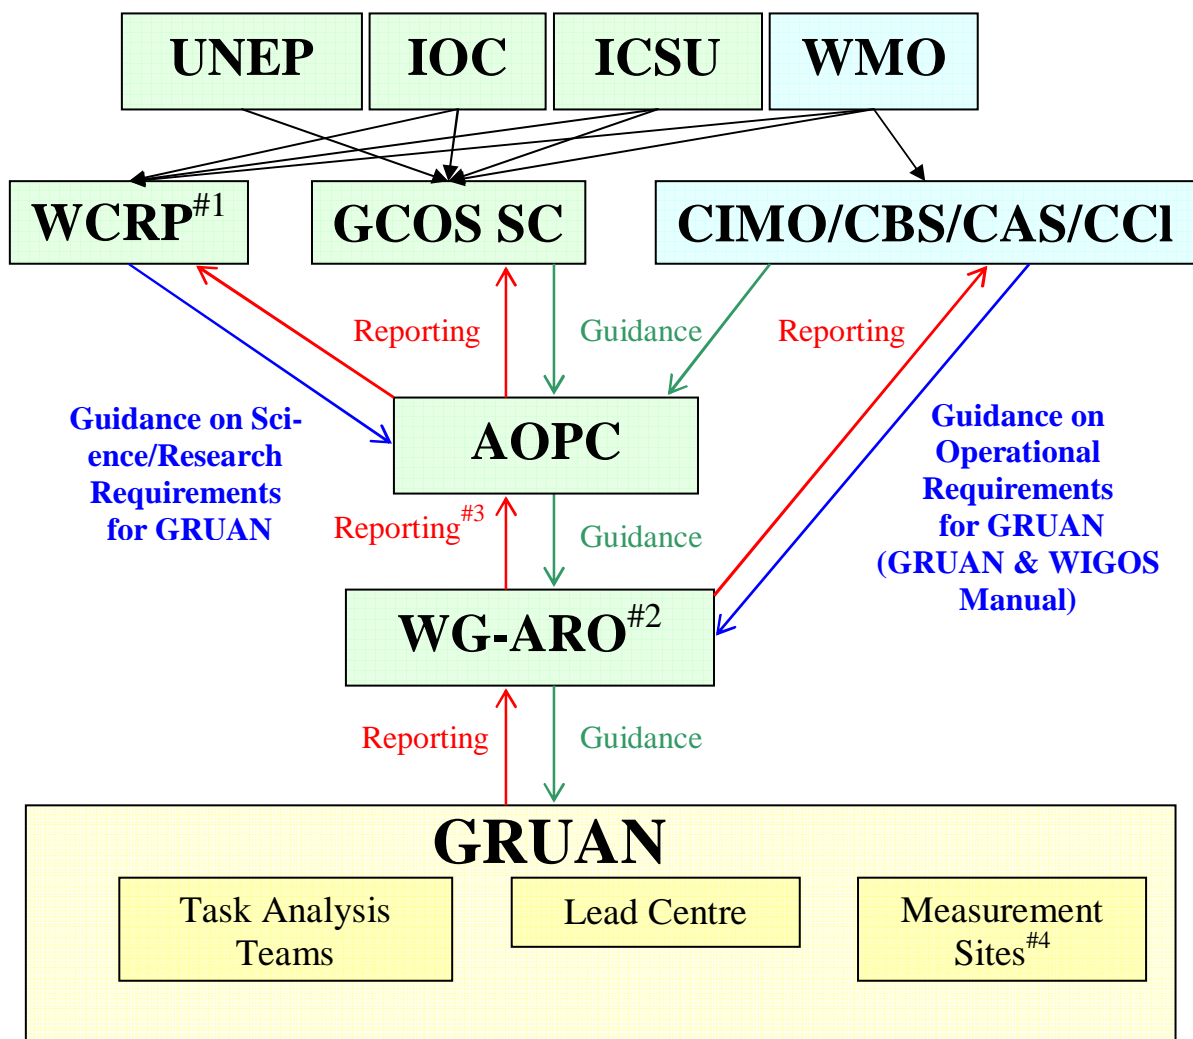 UNEP
IOC
ICSU
WMO
WCRP#1
GCOS SC
CIMO/CBS/CAS/CCl
Reporting
Guidance
Reporting
Guidance on Sci-
ence/Research
Requirements
for GRUAN
AOPC
Guidance on
Operational
Requirements
for GRUAN
(GRUAN & WIGOS
Manual)
Reporting#3
Guidance
WG-ARO#2
Reporting
Guidance
GRUAN
Task Analysis
Teams
Lead Centre
Measurement
Sites#4